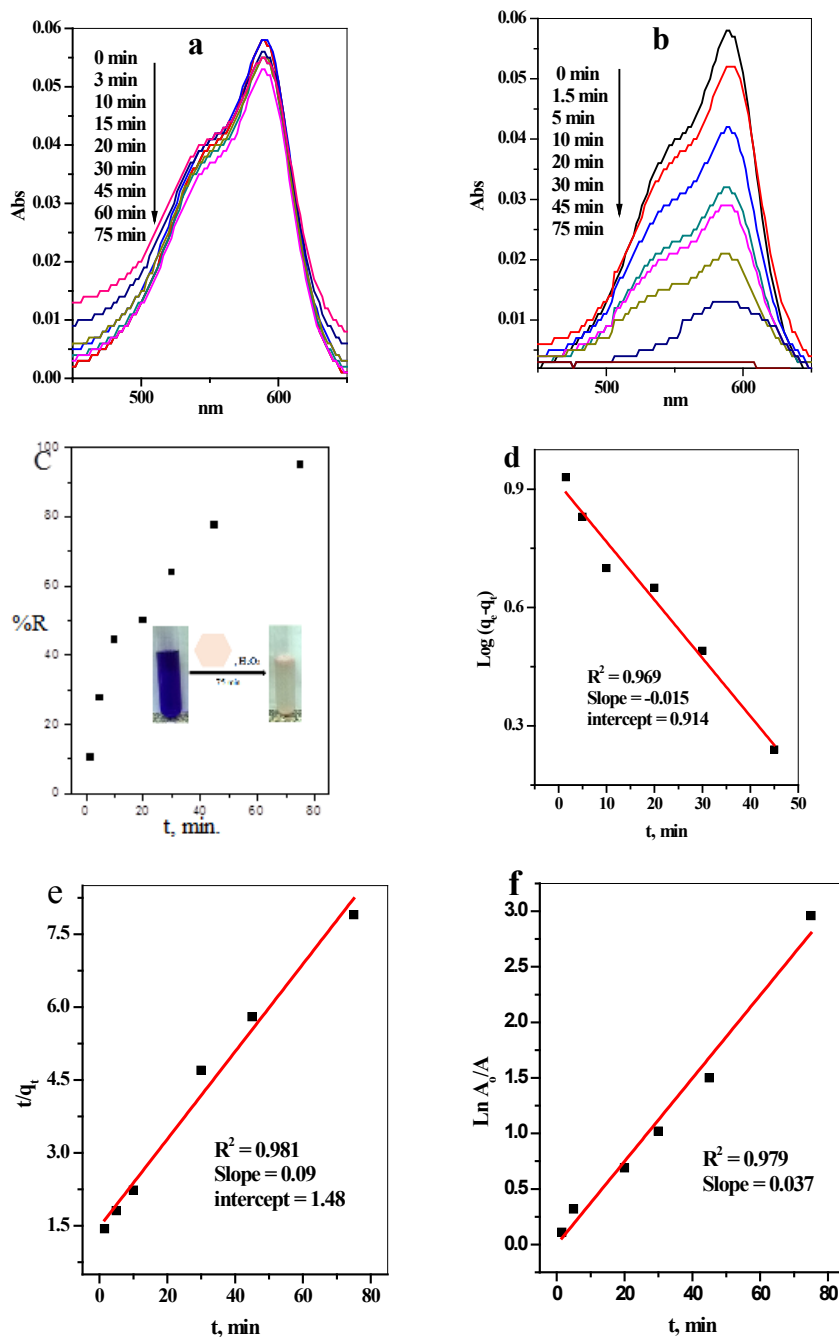 a
0 min
3 min
10 min
15 min
20 min
30 min
45 min
60 min
75 min
0.06
0.05
0.04
0.03
0.02
0.01
0.00
Abs
500
600
nm
b
0 min
1.5 min
5 min
10 min
20 min
30 min
45 min
75 min
0.06
0.05
0.04
0.03
0.02
0.01
Abs
500
600
nm
C
100
80
60
40
20
0
%R
, H₂O₂
75 min
0
20
40
60
80
t, min.
d
0.9
0.6
0.3
Log (qₑ-qₜ)
R² = 0.969
Slope = -0.015
intercept = 0.914
0
10
20
30
40
50
t, min
e
7.5
6.0
4.5
3.0
1.5
t/qₜ
R² = 0.981
Slope = 0.09
intercept = 1.48
0
20
40
60
80
t, min
f
3.0
2.5
2.0
1.5
1.0
0.5
0.0
Ln Aₒ/A
R² = 0.979
Slope = 0.037
0
20
40
60
80
t, min